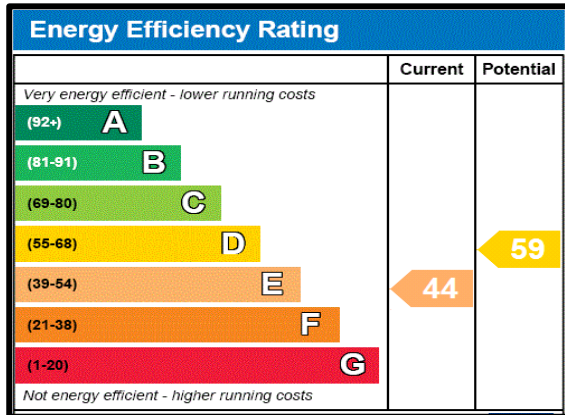 Energy Efficiency Rating
Current Potential
Very energy efficient - lower running costs
(92+) A
(81-91) B
(69-80) C
(55-68) D 59
(39-54) E 44
(21-38) F
(1-20) G
Not energy efficient - higher running costs